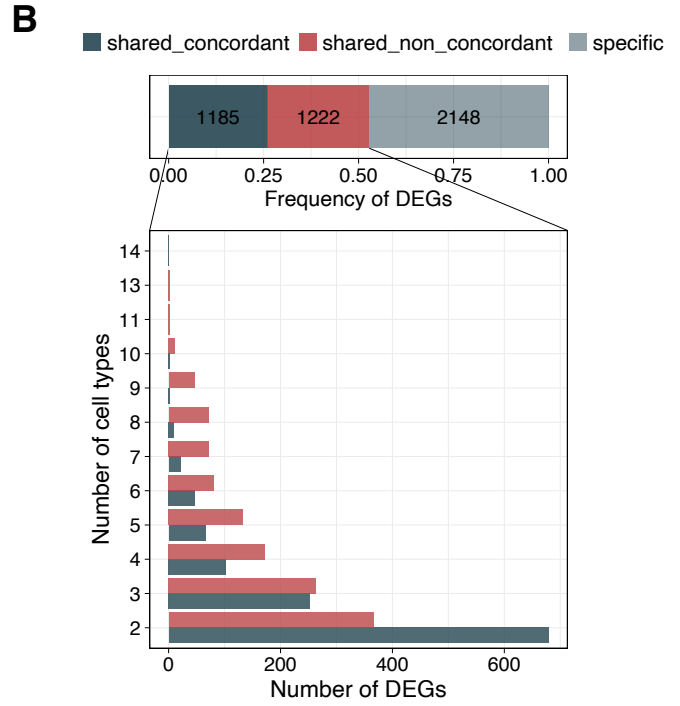 B
shared_concordant shared_non_concordant specific
1185 1222 2148
0.00 0.25 0.50 0.75 1.00
Frequency of DEGs
Number of cell types
14
13
11
10
9
8
7
6
5
4
3
2
0 200 400 600
Number of DEGs